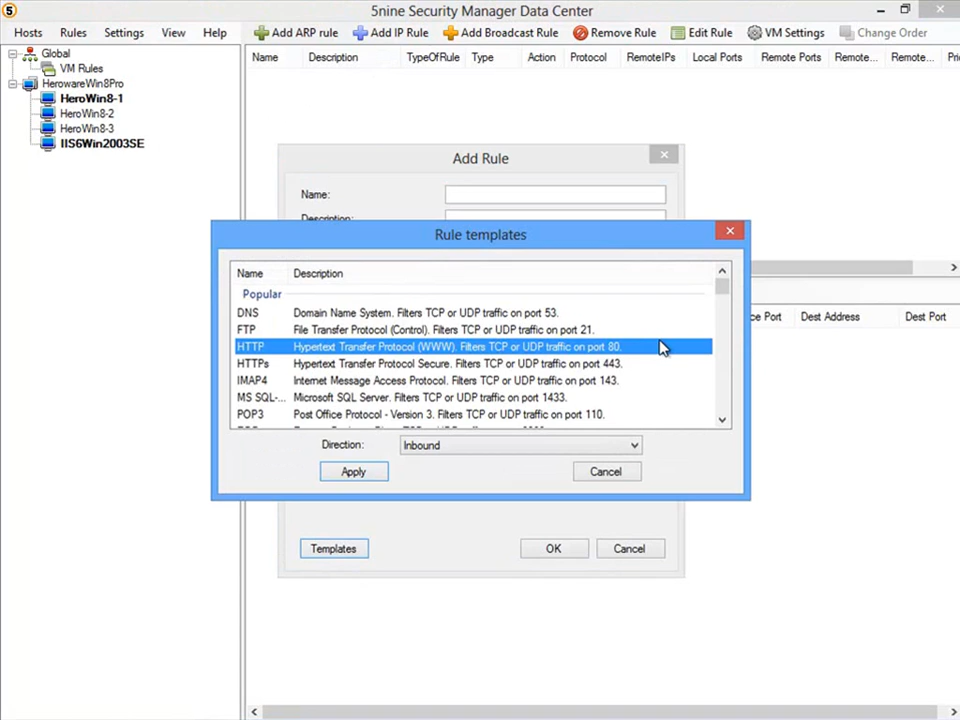 5 5nine Security Manager Data Center
Hosts Rules Settings View Help
Add ARP rule Add IP Rule Add Broadcast Rule Remove Rule Edit Rule VM Settings Change Order
Global
VM Rules
HerowareWin8Pro
HeroWin8-1
HeroWin8-2
HeroWin8-3
IIS6Win2003SE
Name Description TypeOfRule Type Action Protocol RemoteIPs Local Ports Remote Ports Remote... Remote... Pri
Add Rule
Name:
Description:
Rule templates
Name Description
Popular
DNS Domain Name System. Filters TCP or UDP traffic on port 53.
FTP File Transfer Protocol (Control). Filters TCP or UDP traffic on port 21.
HTTP Hypertext Transfer Protocol (WWW). Filters TCP or UDP traffic on port 80.
HTTPs Hypertext Transfer Protocol Secure. Filters TCP or UDP traffic on port 443.
IMAP4 Internet Message Access Protocol. Filters TCP or UDP traffic on port 143.
MS SQL-... Microsoft SQL Server. Filters TCP or UDP traffic on port 1433.
POP3 Post Office Protocol - Version 3. Filters TCP or UDP traffic on port 110.
Direction: Inbound
Apply Cancel
Templates OK Cancel
ce Port Dest Address Dest Port